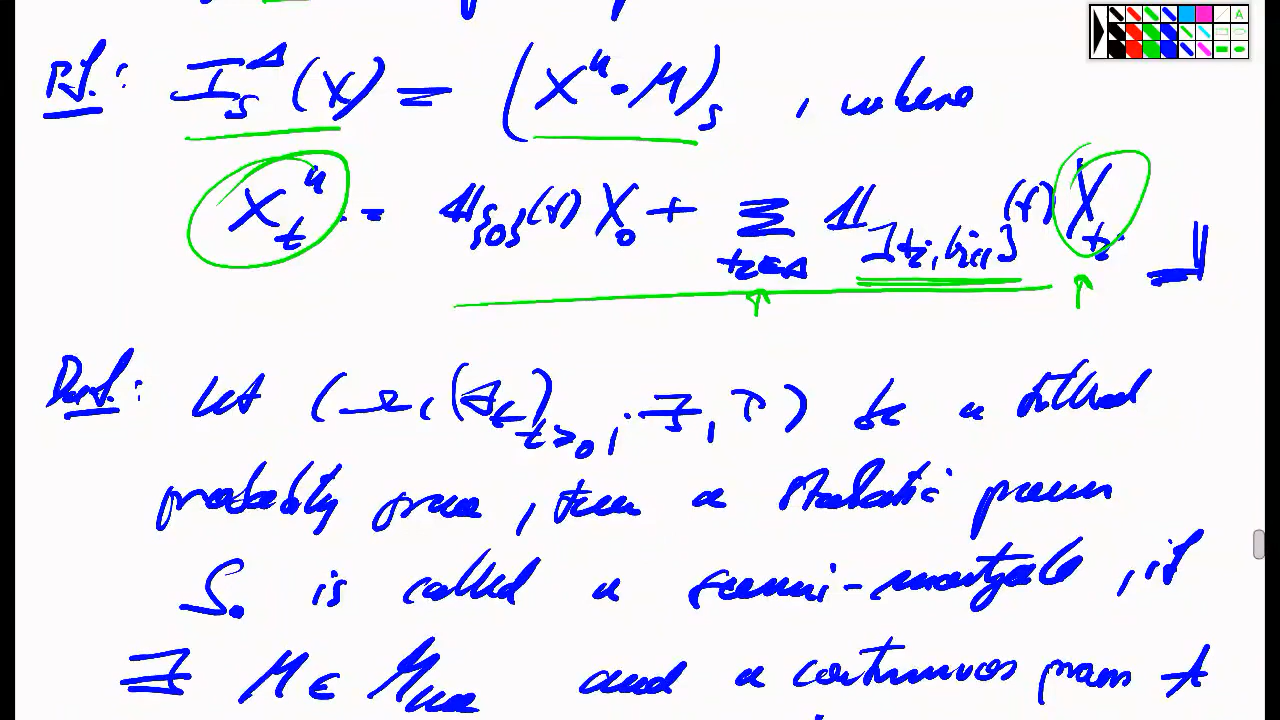 Pf.: I_s^Δ(X) = (X^n • M)_s , where
X_t^n = 𝟙_{{0}}(t) X_0 + Σ_{t_i∈Δ} 𝟙_{]t_i, t_{i+1}]}(t) X_{t_i}
Def.: Let (Ω, (ℱ_t)_{t≥0}, ℱ, P) be a filtered
probability space, then a stochastic process
S. is called a semi-martingale, if
∃ M ∈ M and a continuous process A